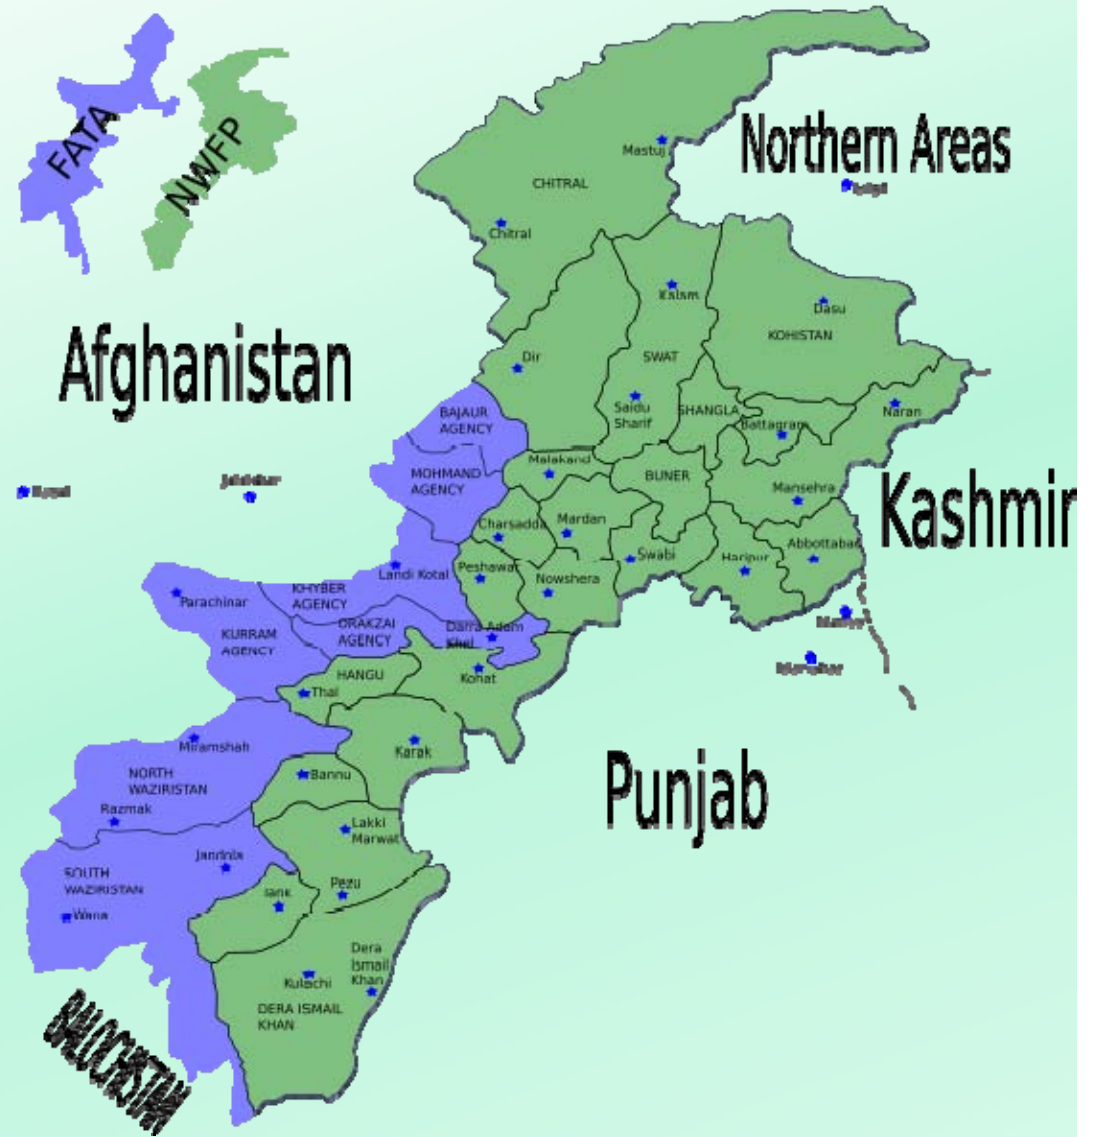 FATA
NWFP
Northern Areas
Mastuj
CHITRAL
Chitral
Kalam
Dasu
KOHISTAN
Afghanistan
Dir
SWAT
Saidu
Sharif
SHANGLA
Naran
Battagram
BAJAUR
AGENCY
Malakand
BUNER
MOHMAND
AGENCY
Mansehra
Kashmir
Charsadda
Mardan
Swabi
Haripur
Abbottabad
Landi Kotal
Peshawar
Nowshera
Parachinar
KHYBER
AGENCY
KURRAM
AGENCY
ORAKZAI
AGENCY
Darra Adam
Khel
HANGU
Thal
Kohat
Miramshah
Karak
NORTH
WAZIRISTAN
Bannu
Punjab
Razmak
Lakki
Marwat
Jandola
SOUTH
WAZIRISTAN
Tank
Pezu
Wana
Dera
Ismail
Khan
Kulachi
DERA ISMAIL
KHAN
BALOCHISTAN